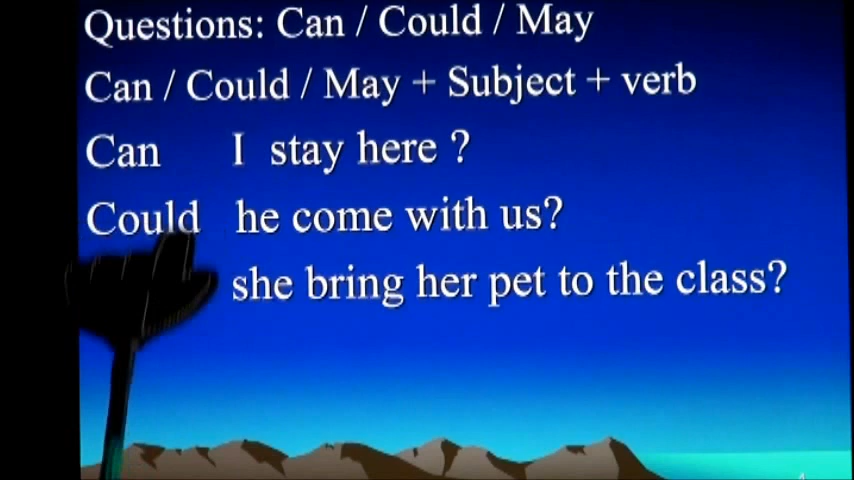 Questions: Can / Could / May
Can / Could / May + Subject + verb
Can I stay here ?
Could he come with us?
she bring her pet to the class?
4